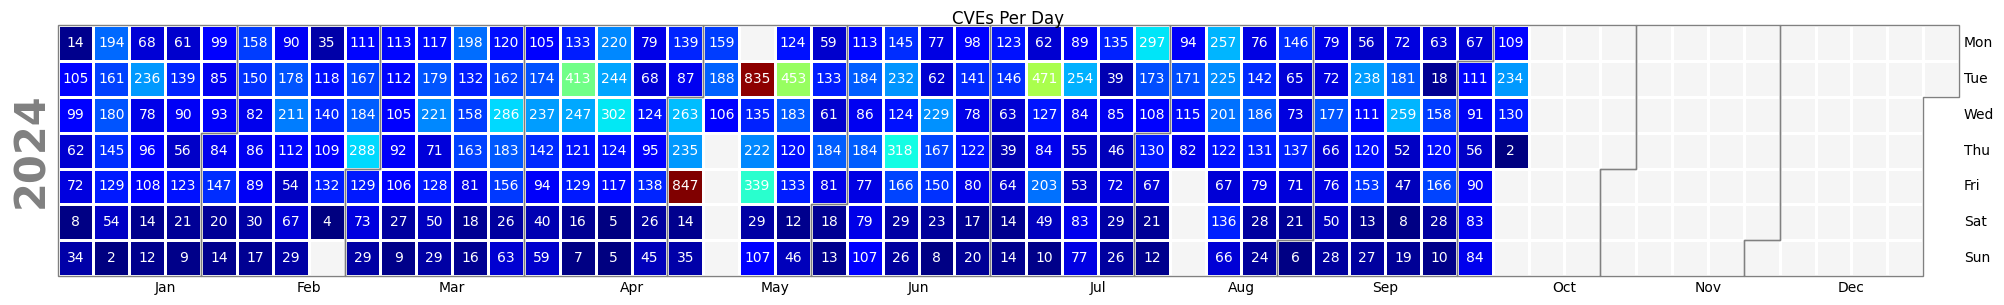 CVEs Per Day
14 194 68 61 99 158 90 35 111 113 117 198 120 105 133 220 79 139 159 124 59 113 145 77 98 123 62 89 135 297 94 257 76 146 79 56 72 63 67 109 Mon
105 161 236 139 85 150 178 118 167 112 179 132 162 174 413 244 68 87 188 835 453 133 184 232 62 141 146 471 254 39 173 171 225 142 65 72 238 181 18 111 234 Tue
99 180 78 90 93 82 211 140 184 105 221 158 286 237 247 302 124 263 106 135 183 61 86 124 229 78 63 127 84 85 108 115 201 186 73 177 111 259 158 91 130 Wed
62 145 96 56 84 86 112 109 288 92 71 163 183 142 121 124 95 235 222 120 184 184 318 167 122 39 84 55 46 130 82 122 131 137 66 120 52 120 56 2 Thu
72 129 108 123 147 89 54 132 129 106 128 81 156 94 129 117 138 847 339 133 81 77 166 150 80 64 203 53 72 67 67 79 71 76 153 47 166 90 Fri
8 54 14 21 20 30 67 4 73 27 50 18 26 40 16 5 26 14 29 12 18 79 29 23 17 14 49 83 29 21 136 28 21 50 13 8 28 83 Sat
34 2 12 9 14 17 29 29 9 29 16 63 59 7 5 45 35 107 46 13 107 26 8 20 14 10 77 26 12 66 24 6 28 27 19 10 84 Sun
Jan Feb Mar Apr May Jun Jul Aug Sep Oct Nov Dec
2024